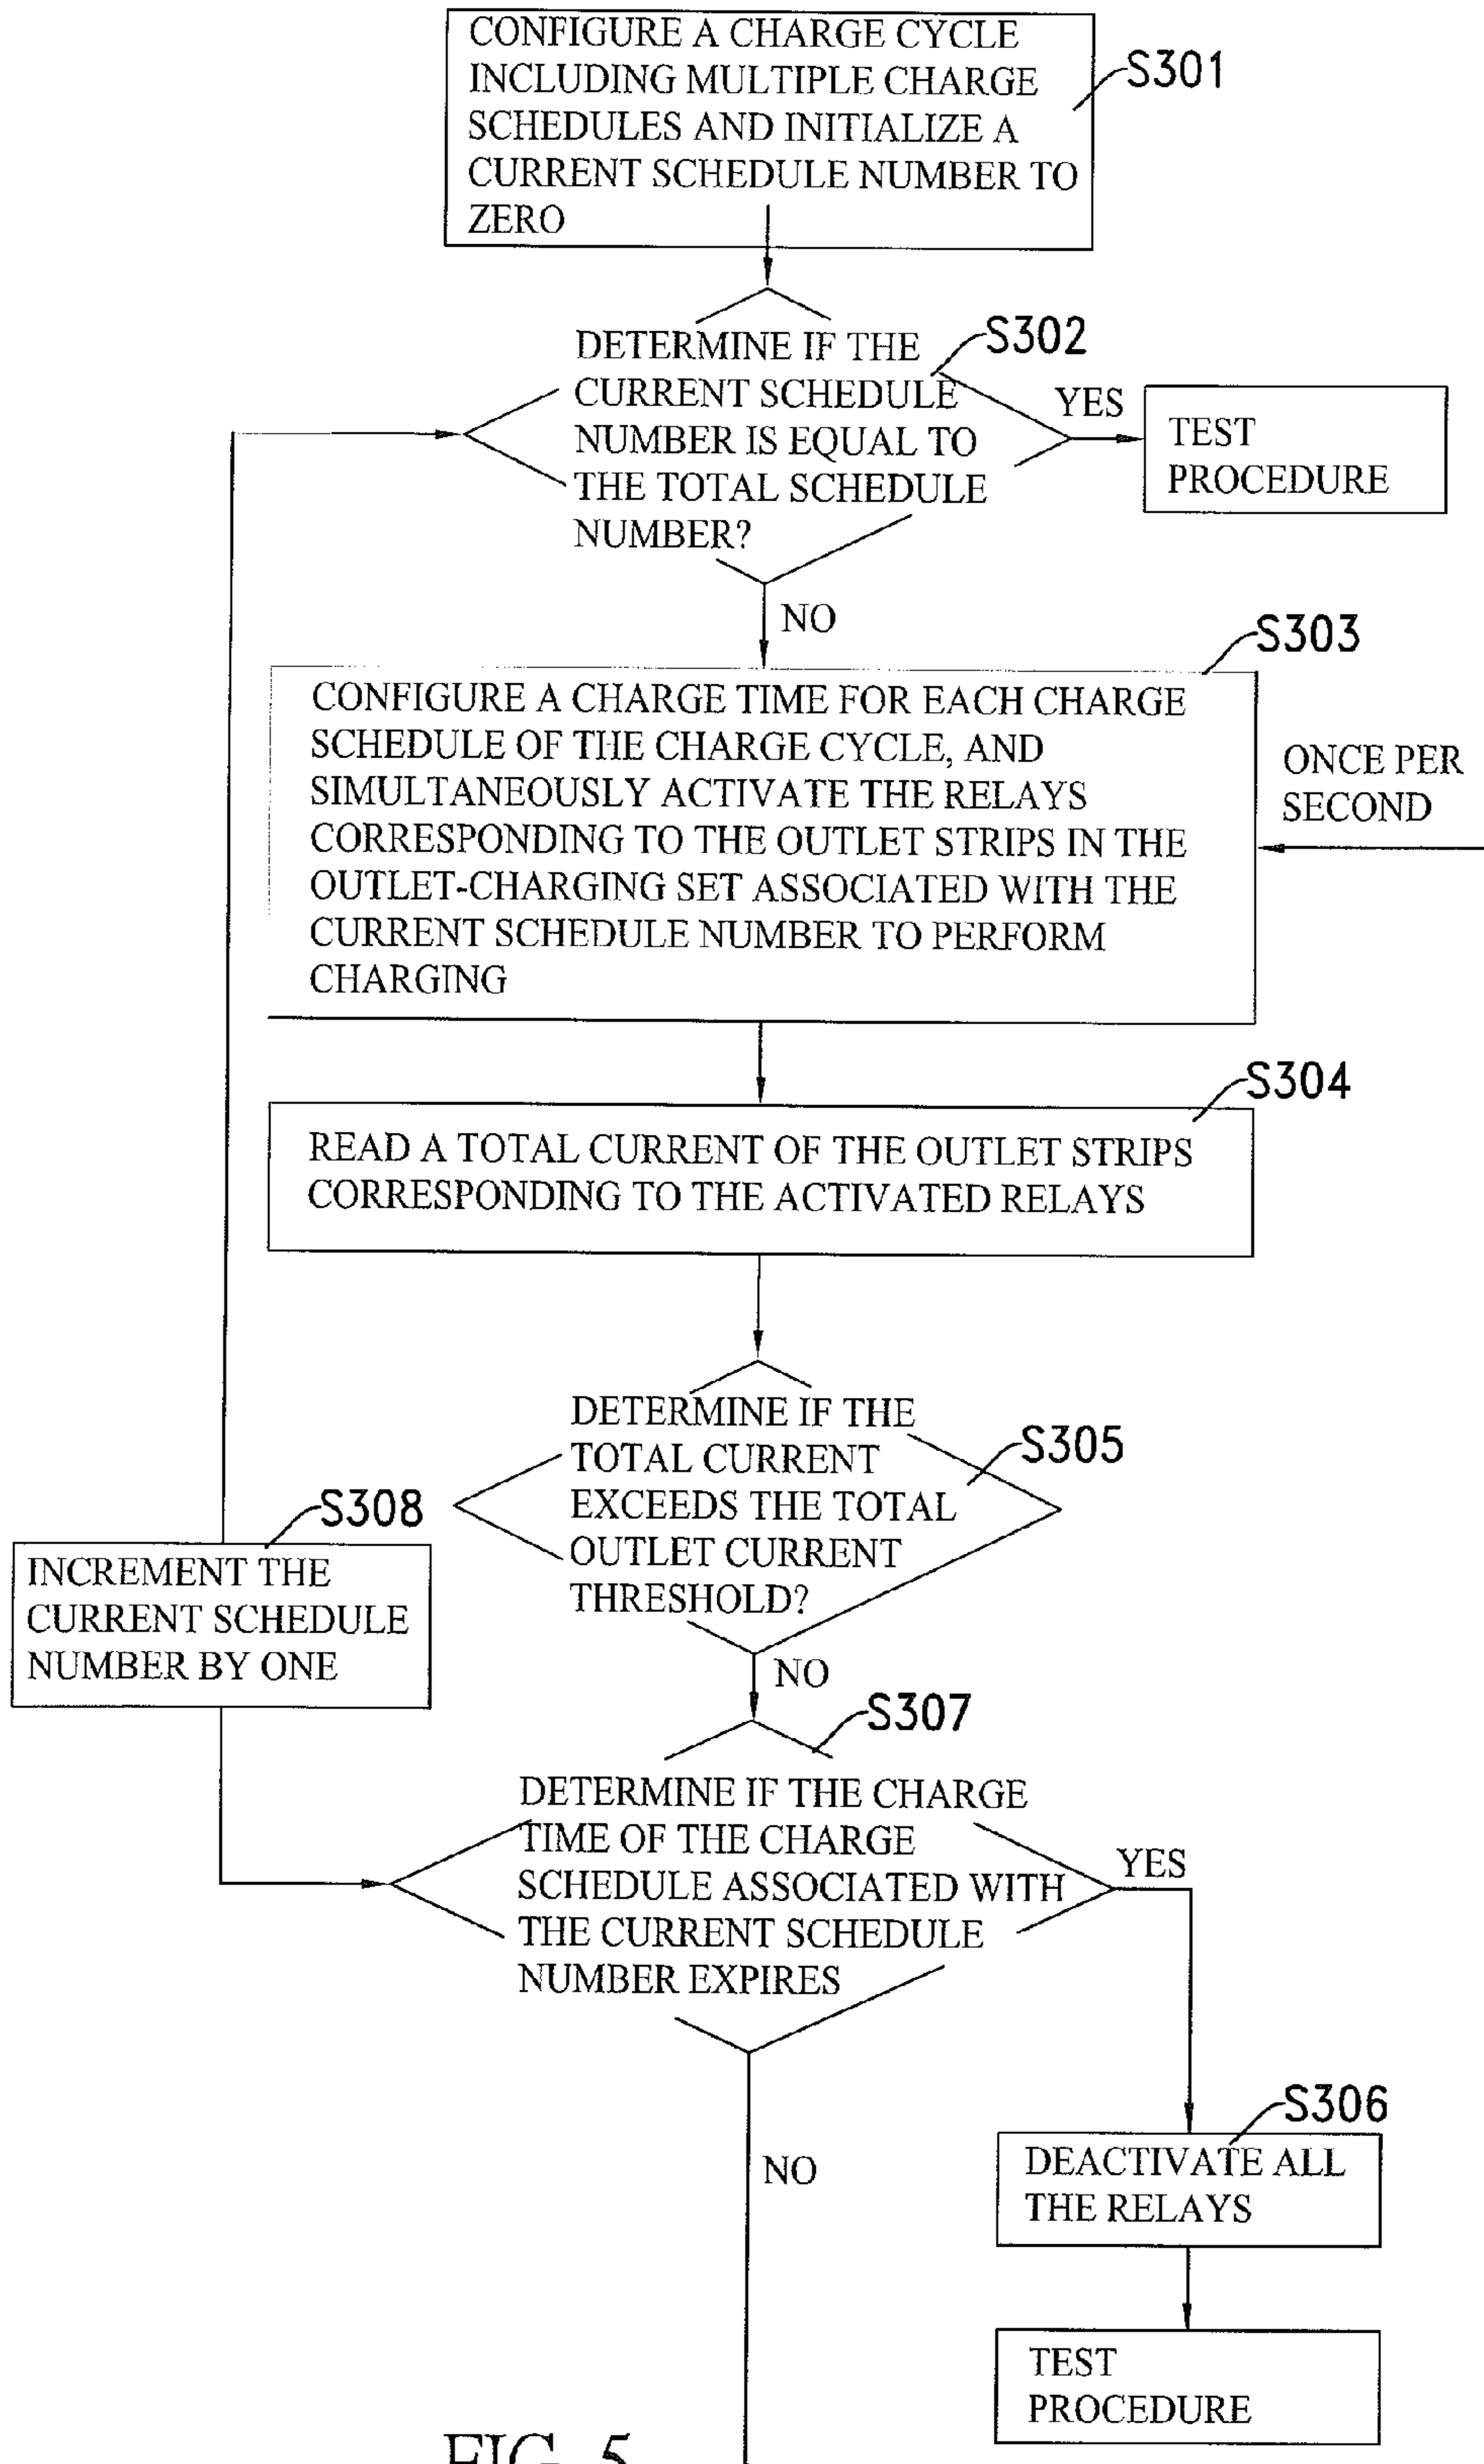 CONFIGURE A CHARGE CYCLE
INCLUDING MULTIPLE CHARGE
SCHEDULES AND INITIALIZE A
CURRENT SCHEDULE NUMBER TO
ZERO
S301
DETERMINE IF THE
CURRENT SCHEDULE
NUMBER IS EQUAL TO
THE TOTAL SCHEDULE
NUMBER?
S302
YES
TEST
PROCEDURE
NO
S303
CONFIGURE A CHARGE TIME FOR EACH CHARGE
SCHEDULE OF THE CHARGE CYCLE, AND
SIMULTANEOUSLY ACTIVATE THE RELAYS
CORRESPONDING TO THE OUTLET STRIPS IN THE
OUTLET-CHARGING SET ASSOCIATED WITH THE
CURRENT SCHEDULE NUMBER TO PERFORM
CHARGING
ONCE PER
SECOND
S304
READ A TOTAL CURRENT OF THE OUTLET STRIPS
CORRESPONDING TO THE ACTIVATED RELAYS
DETERMINE IF THE
TOTAL CURRENT
EXCEEDS THE TOTAL
OUTLET CURRENT
THRESHOLD?
S305
S308
INCREMENT THE
CURRENT SCHEDULE
NUMBER BY ONE
NO
S307
DETERMINE IF THE CHARGE
TIME OF THE CHARGE
SCHEDULE ASSOCIATED WITH
THE CURRENT SCHEDULE
NUMBER EXPIRES
YES
NO
S306
DEACTIVATE ALL
THE RELAYS
TEST
PROCEDURE
FIG. 5